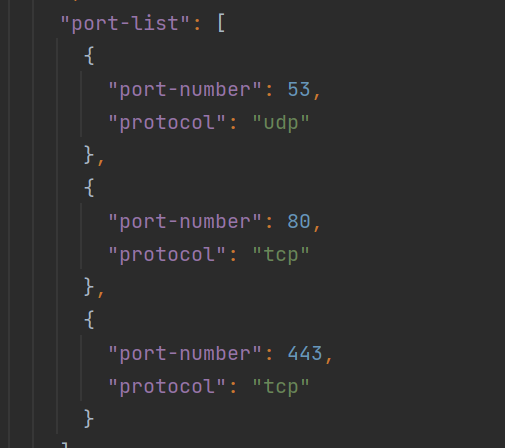 "port-list": [
{
"port-number": 53,
"protocol": "udp"
},
{
"port-number": 80,
"protocol": "tcp"
},
{
"port-number": 443,
"protocol": "tcp"
}